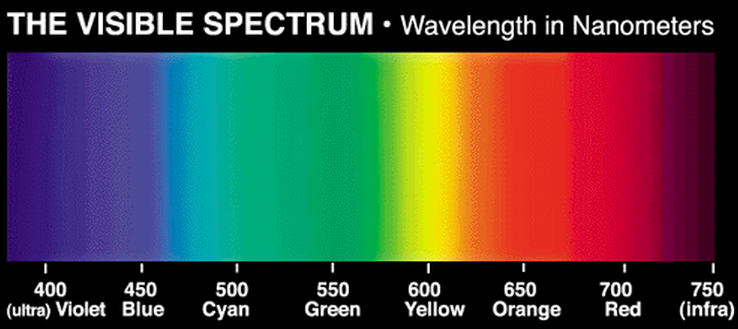 THE VISIBLE SPECTRUM • Wavelength in Nanometers
400 450 500 550 600 650 700 750
(ultra) Violet Blue Cyan Green Yellow Orange Red (infra)